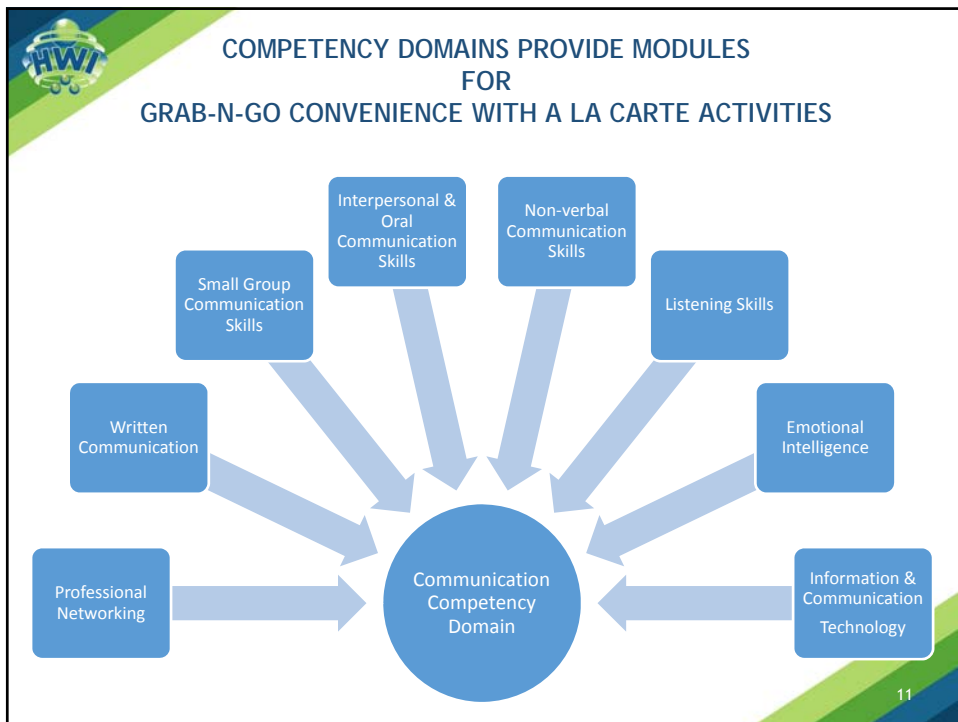 HWI
COMPETENCY DOMAINS PROVIDE MODULES
FOR
GRAB-N-GO CONVENIENCE WITH A LA CARTE ACTIVITIES
Professional
Networking
Written
Communication
Small Group
Communication
Skills
Interpersonal &
Oral
Communication
Skills
Non-verbal
Communication
Skills
Listening Skills
Emotional
Intelligence
Information &
Communication
Technology
Communication
Competency
Domain
11